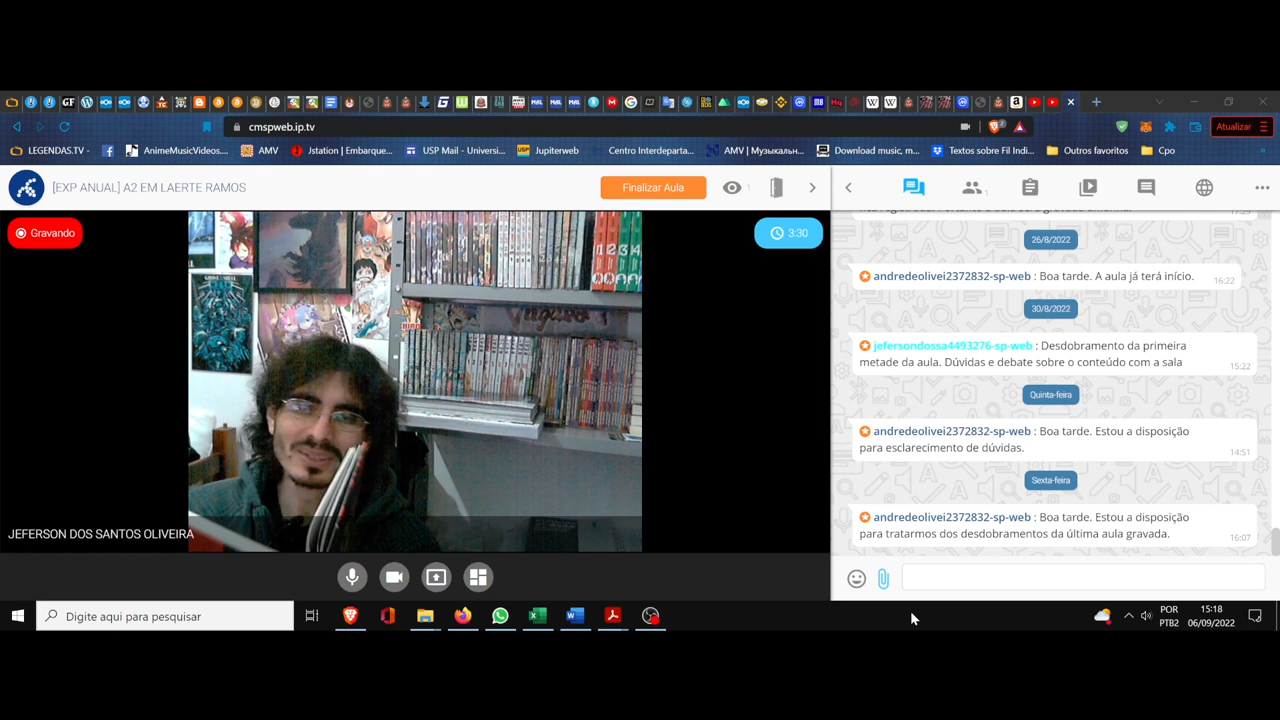 cmspweb.ip.tv
Atualizar
LEGENDAS.TV -
AnimeMusicVideos...
AMV
Jstation | Embarque...
USP Mail - Universi...
Jupiterweb
Centro Interdeparta...
AMV | Музыкальн...
Download music, m...
Textos sobre Fil Indi...
Outros favoritos
Cpo
[EXP ANUAL] A2 EM LAERTE RAMOS
Finalizar Aula
1
1
Gravando
3:30
JEFERSON DOS SANTOS OLIVEIRA
26/8/2022
andredeolivei2372832-sp-web : Boa tarde. A aula já terá início.
16:22
30/8/2022
jefersondossa4493276-sp-web : Desdobramento da primeira
metade da aula. Dúvidas e debate sobre o conteúdo com a sala
15:22
Quinta-feira
andredeolivei2372832-sp-web : Boa tarde. Estou a disposição
para esclarecimento de dúvidas.
14:51
Sexta-feira
andredeolivei2372832-sp-web : Boa tarde. Estou a disposição
para tratarmos dos desdobramentos da última aula gravada.
16:07
Digite aqui para pesquisar
POR
PTB2
15:18
06/09/2022